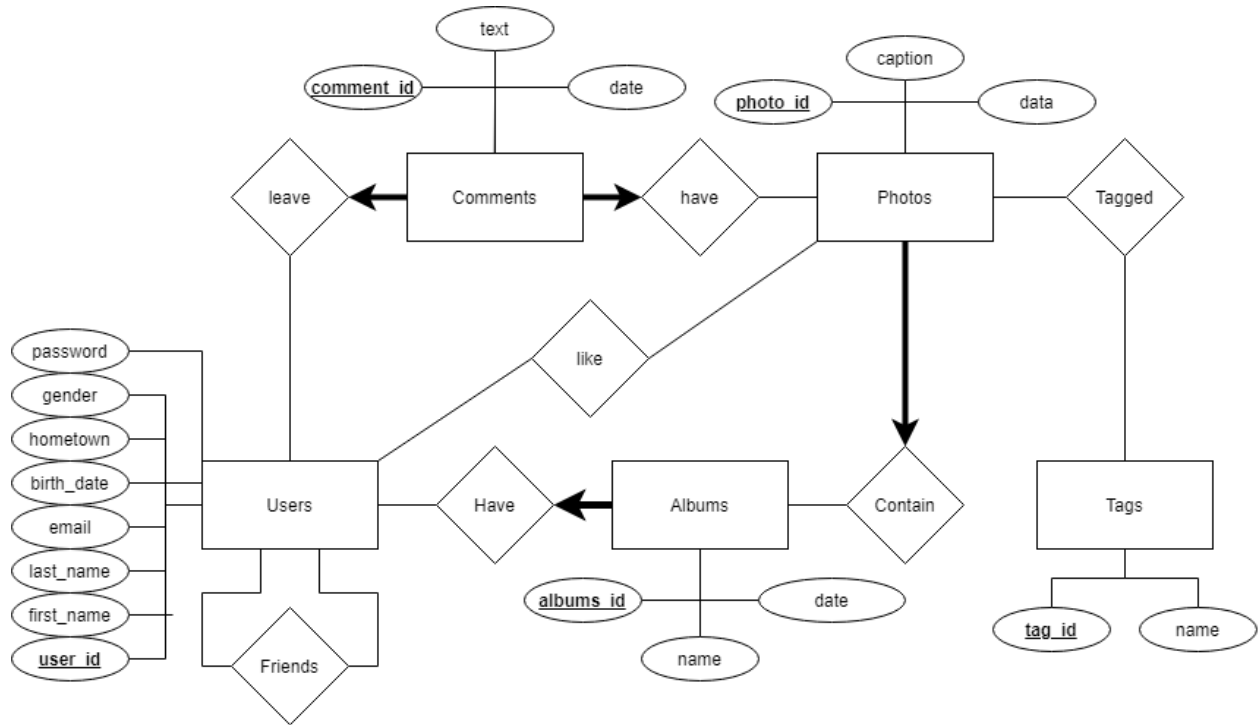 text
comment_id
date
caption
photo_id
data
leave
Comments
have
Photos
Tagged
like
password
gender
hometown
birth_date
email
last_name
first_name
user_id
Users
Have
Albums
Contain
Tags
albums_id
date
name
tag_id
name
Friends